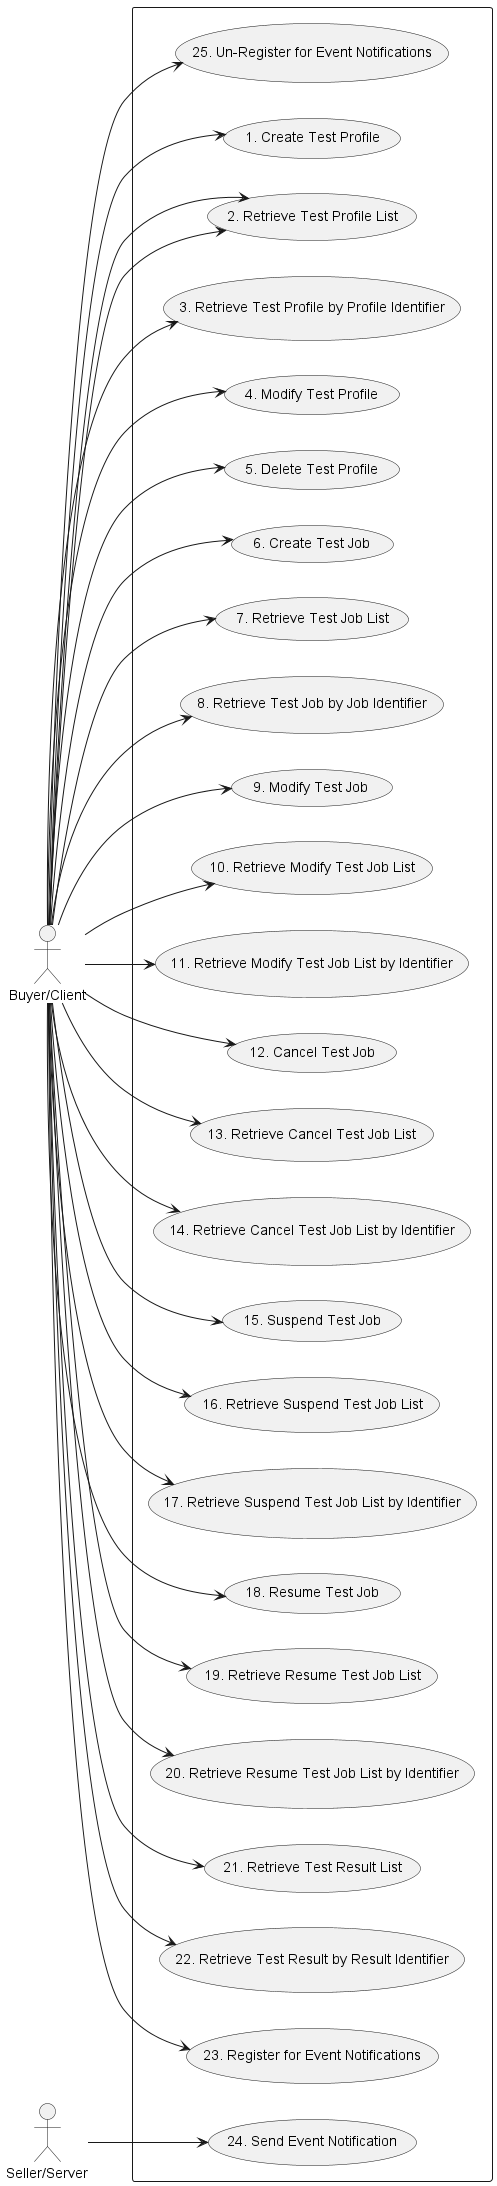 25. Un-Register for Event Notifications
1. Create Test Profile
2. Retrieve Test Profile List
3. Retrieve Test Profile by Profile Identifier
4. Modify Test Profile
5. Delete Test Profile
6. Create Test Job
7. Retrieve Test Job List
8. Retrieve Test Job by Job Identifier
9. Modify Test Job
10. Retrieve Modify Test Job List
11. Retrieve Modify Test Job List by Identifier
Buyer/Client
12. Cancel Test Job
13. Retrieve Cancel Test Job List
14. Retrieve Cancel Test Job List by Identifier
15. Suspend Test Job
16. Retrieve Suspend Test Job List
17. Retrieve Suspend Test Job List by Identifier
18. Resume Test Job
19. Retrieve Resume Test Job List
20. Retrieve Resume Test Job List by Identifier
21. Retrieve Test Result List
22. Retrieve Test Result by Result Identifier
23. Register for Event Notifications
24. Send Event Notification
Seller/Server